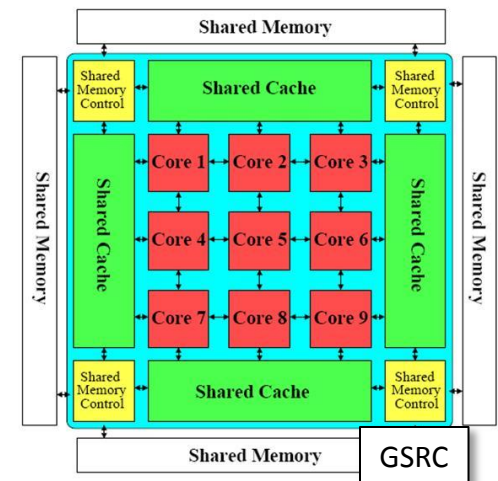 Shared Memory
Shared
Memory
Control
Shared Cache
Shared
Memory
Control
Shared Memory
Shared Cache
Core 1
Core 2
Core 3
Shared Cache
Shared Memory
Core 4
Core 5
Core 6
Core 7
Core 8
Core 9
Shared
Memory
Control
Shared Cache
Shared
Memory
Control
Shared Memory
GSRC